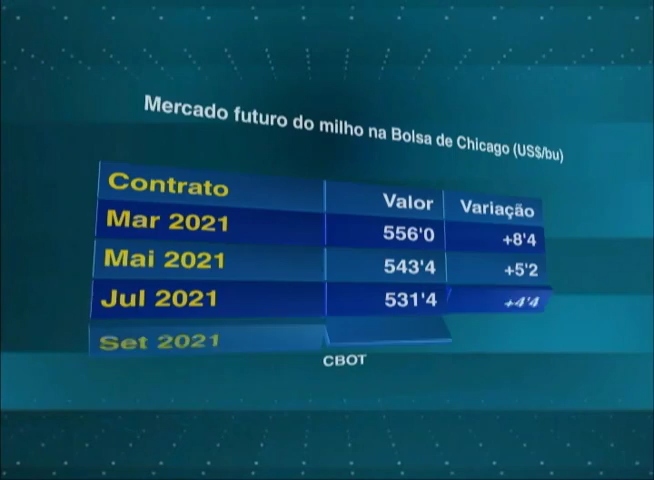 Mercado futuro do milho na Bolsa de Chicago (US$/bu)
Contrato Valor Variação
Mar 2021 556'0 +8'4
Mai 2021 543'4 +5'2
Jul 2021 531'4 +4'4
Set 2021
CBOT